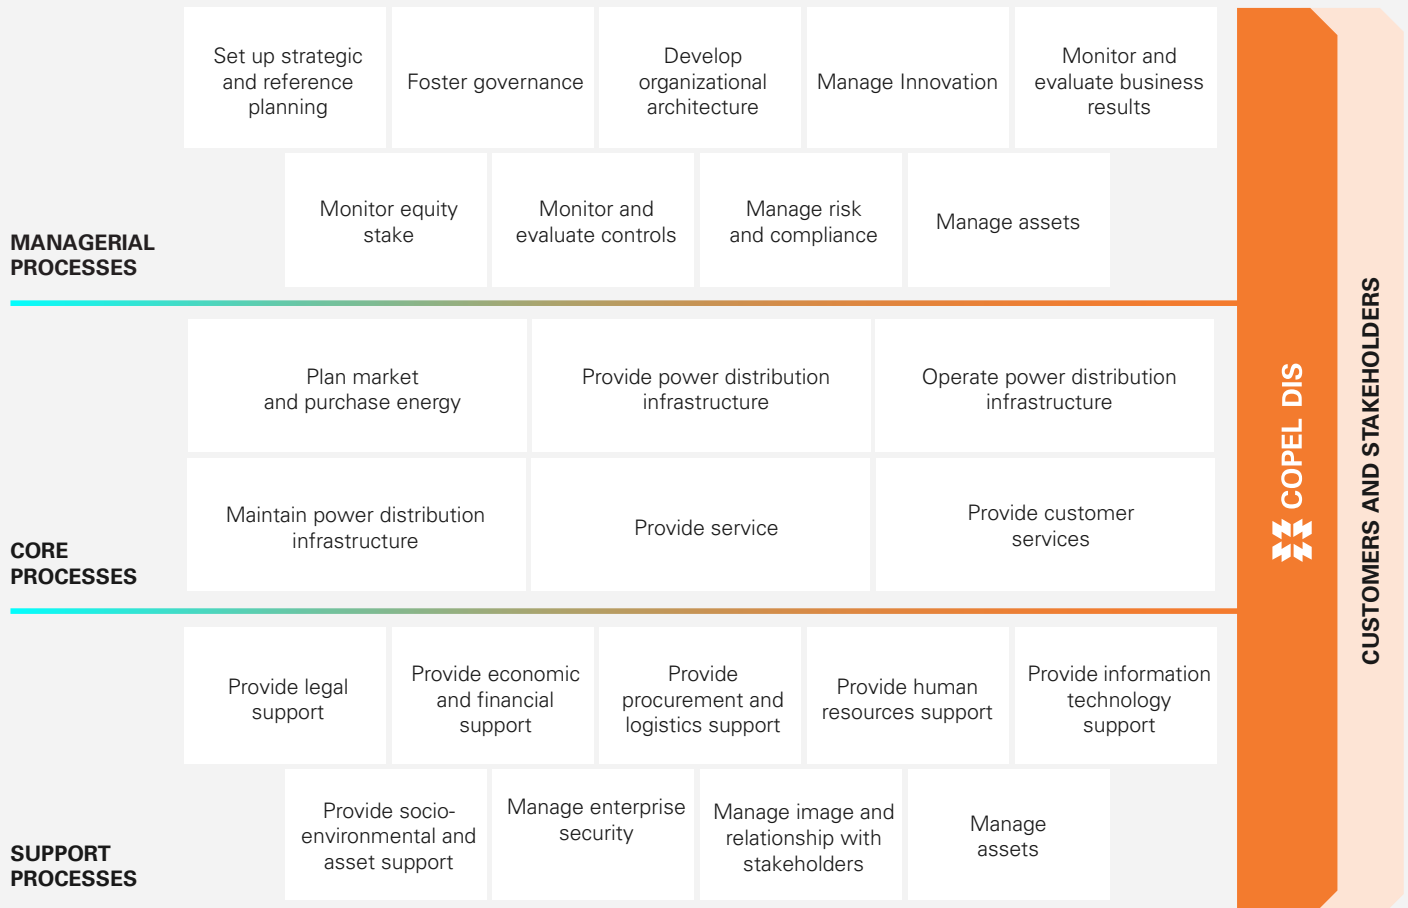 Set up strategic
and reference
planning
Foster governance
Develop
organizational
architecture
Manage Innovation
Monitor and
evaluate business
results
Monitor equity
stake
Monitor and
evaluate controls
Manage risk
and compliance
Manage assets
MANAGERIAL
PROCESSES
Plan market
and purchase energy
Provide power distribution
infrastructure
Operate power distribution
infrastructure
Maintain power distribution
infrastructure
Provide service
Provide customer
services
CORE
PROCESSES
Provide legal
support
Provide economic
and financial
support
Provide
procurement and
logistics support
Provide human
resources support
Provide information
technology
support
Provide socio-
environmental and
asset support
Manage enterprise
security
Manage image and
relationship with
stakeholders
Manage
assets
SUPPORT
PROCESSES
COPEL DIS
CUSTOMERS AND STAKEHOLDERS